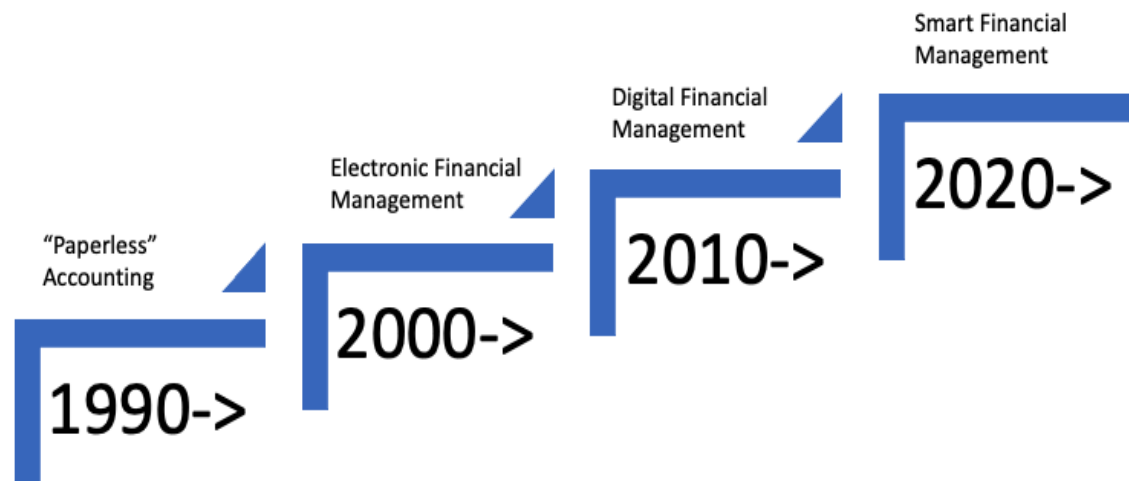 “Paperless”
Accounting
1990->
Electronic Financial
Management
2000->
Digital Financial
Management
2010->
Smart Financial
Management
2020->